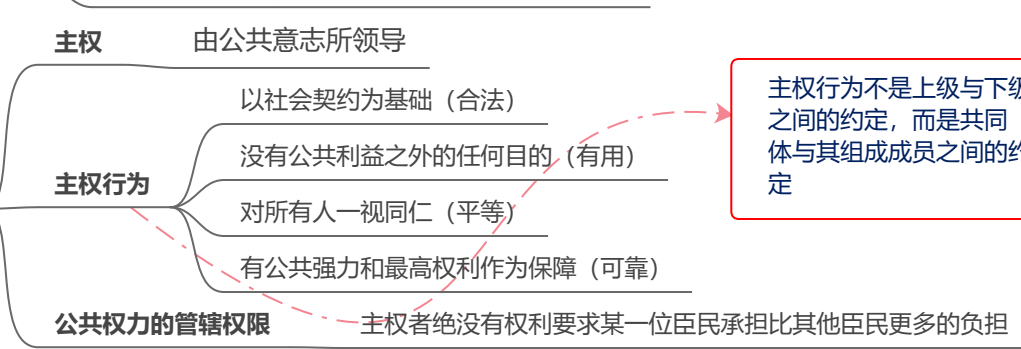 主权
由公共意志所领导
以社会契约为基础（合法）
没有公共利益之外的任何目的（有用）
主权行为
对所有人一视同仁（平等）
有公共强力和最高权利作为保障（可靠）
公共权力的管辖权限
主权者绝没有权利要求某一位臣民承担比其他臣民更多的负担
主权行为不是上级与下级
之间的约定，而是共同
体与其组成成员之间的约
定